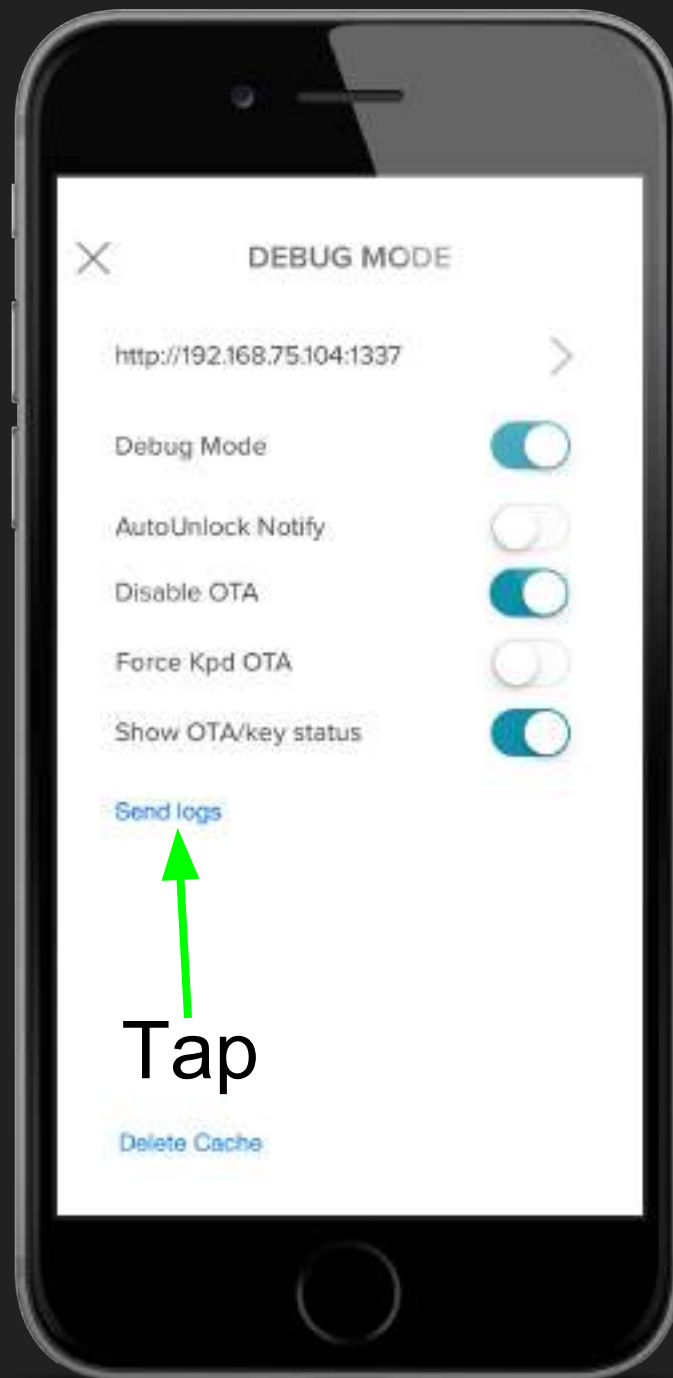 DEBUG MODE
http://192.168.75.104:1337
Debug Mode
AutoUnlock Notify
Disable OTA
Force Kpd OTA
Show OTA/key status
Send logs
Tap
Delete Cache